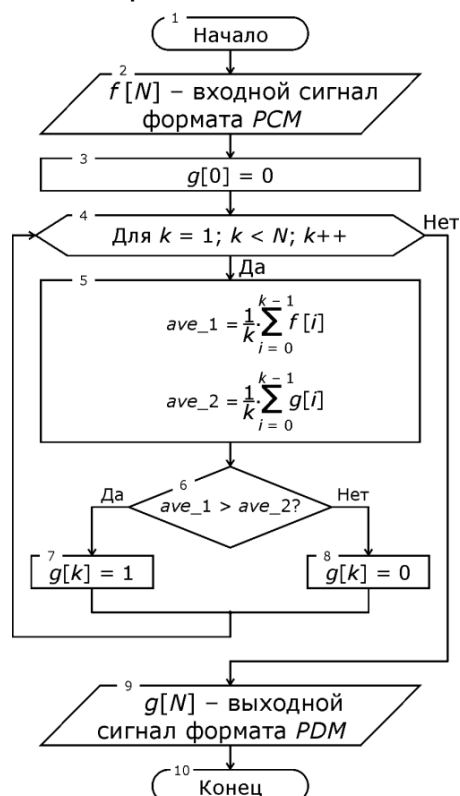 1
Начало
2
f [N] – входной сигнал
формата PCM
3
g[0] = 0
4
Для k = 1; k < N; k++
Нет
Да
5
ave_1 = 1/k · ∑ f [i]
k – 1
i = 0
ave_2 = 1/k · ∑ g[i]
k – 1
i = 0
6
Да
ave_1 > ave_2?
Нет
7
g[k] = 1
8
g[k] = 0
9
g[N] – выходной
сигнал формата PDM
10
Конец